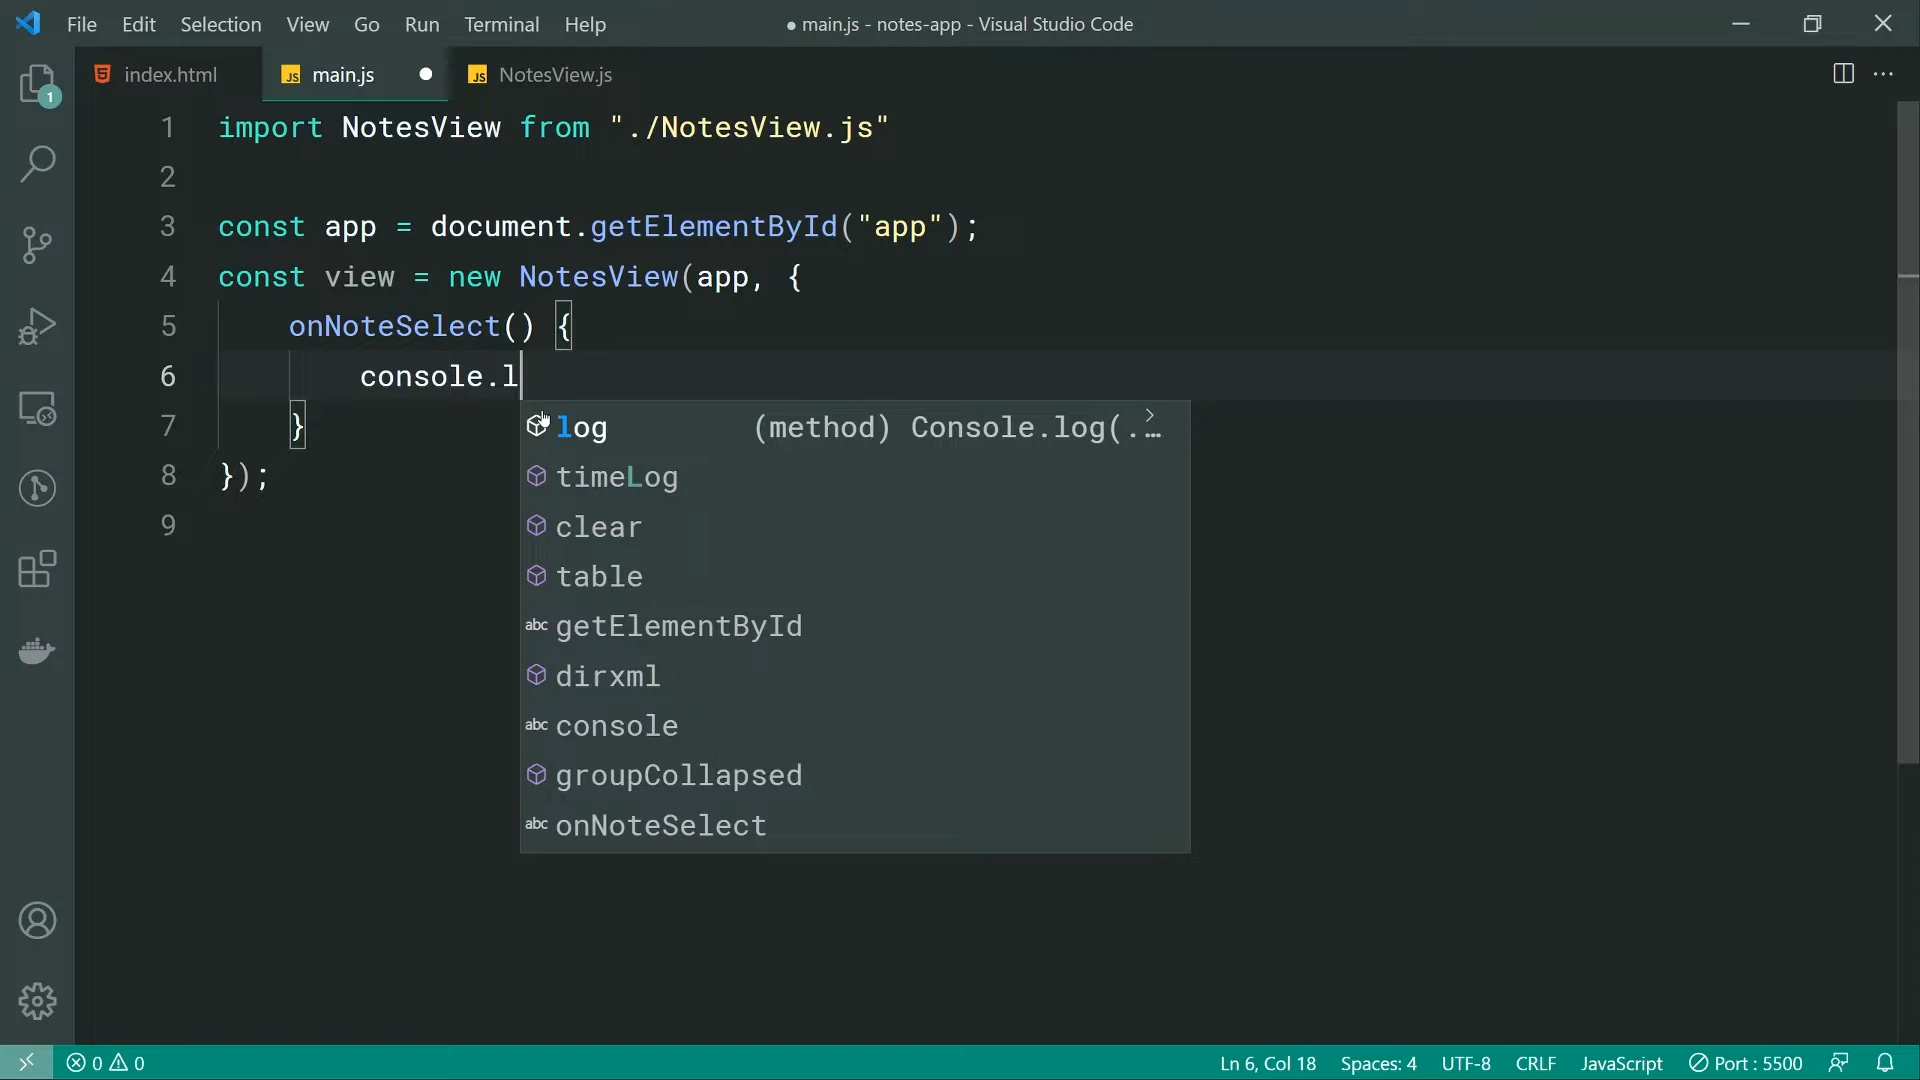 File Edit Selection View Go Run Terminal Help ● main.js - notes-app - Visual Studio Code
index.html JS main.js ● JS NotesView.js
1 import NotesView from "./NotesView.js"
2
3 const app = document.getElementById("app");
4 const view = new NotesView(app, {
5 onNoteSelect() {
6 console.l
7 }
8 });
9
log (method) Console.log(.…
timeLog
clear
table
abc getElementById
dirxml
abc console
groupCollapsed
abc onNoteSelect
1
0 0 Ln 6, Col 18 Spaces: 4 UTF-8 CRLF JavaScript Port : 5500